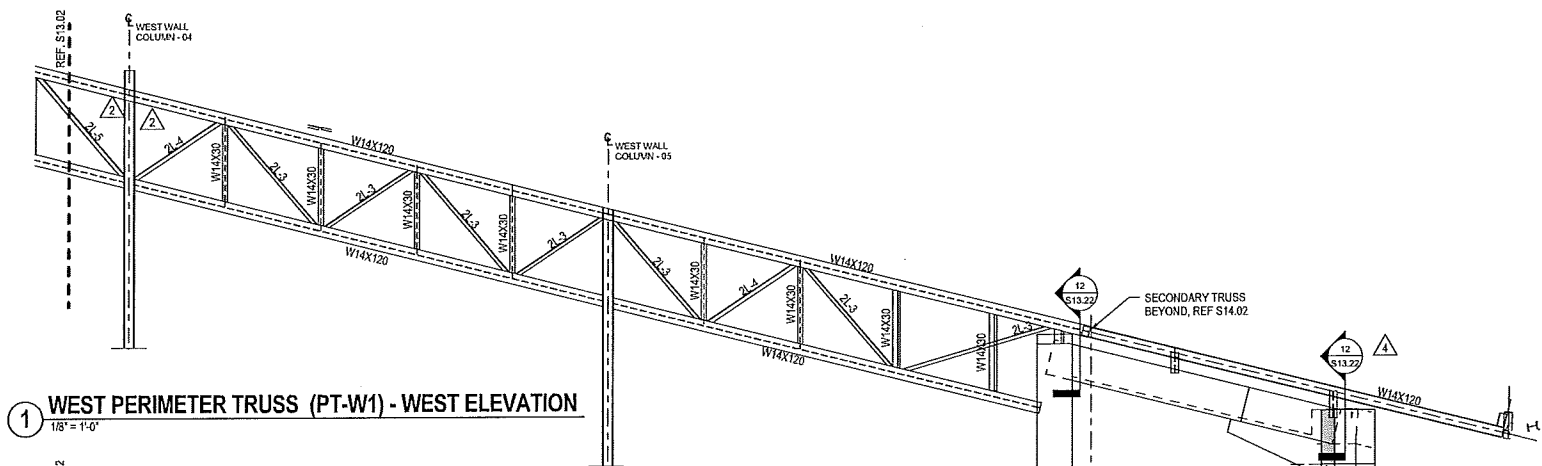 REF. S13.02
℄ WEST WALL
COLUMN - 04
2
2
2L-5
2L-4
W14X30
2L-3
W14X30
2L-3
W14X120
W14X30
2L-3
W14X30
2L-3
W14X120
℄ WEST WALL
COLUMN - 05
2L-3
W14X30
2L-4
W14X30
W14X120
2L-3
W14X30
W14X30
2L-3
W14X120
12
S13.22
SECONDARY TRUSS
BEYOND, REF S14.02
12
S13.22
4
W14X120
1
WEST PERIMETER TRUSS (PT-W1) - WEST ELEVATION
1/8" = 1'-0"